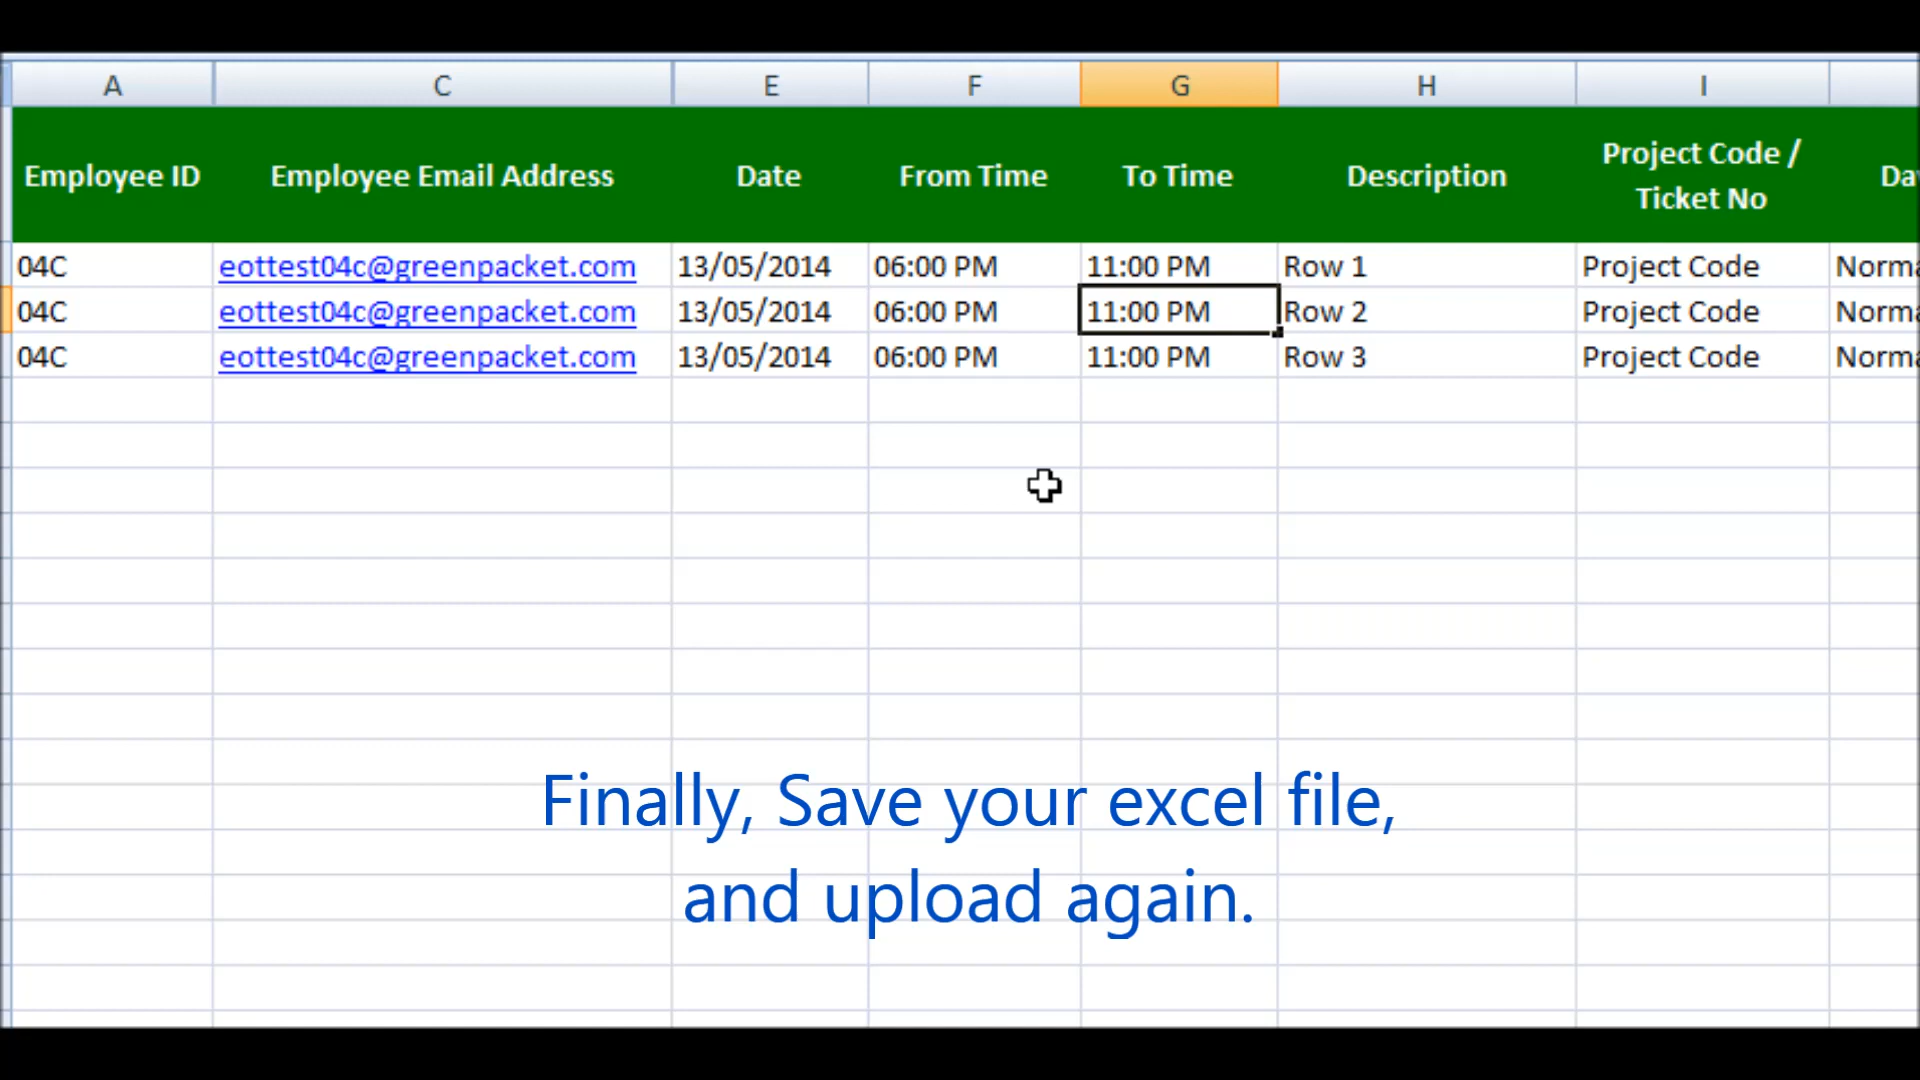 A C E F G H I
Employee ID Employee Email Address Date From Time To Time Description Project Code / Ticket No
04C eottest04c@greenpacket.com 13/05/2014 06:00 PM 11:00 PM Row 1 Project Code Norma
04C eottest04c@greenpacket.com 13/05/2014 06:00 PM 11:00 PM Row 2 Project Code Norma
04C eottest04c@greenpacket.com 13/05/2014 06:00 PM 11:00 PM Row 3 Project Code Norma
Finally, Save your excel file,
and upload again.